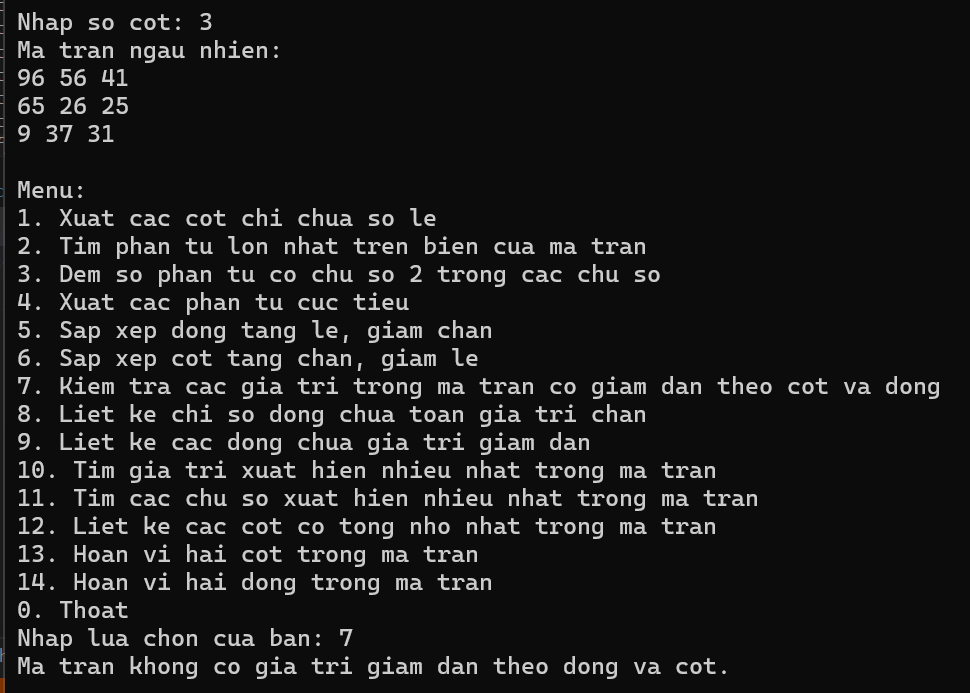 Nhap so cot: 3
Ma tran ngau nhien:
96 56 41
65 26 25
9 37 31
Menu:
1. Xuat cac cot chi chua so le
2. Tim phan tu lon nhat tren bien cua ma tran
3. Dem so phan tu co chu so 2 trong cac chu so
4. Xuat cac phan tu cuc tieu
5. Sap xep dong tang le, giam chan
6. Sap xep cot tang chan, giam le
7. Kiem tra cac gia tri trong ma tran co giam dan theo cot va dong
8. Liet ke chi so dong chua toan gia tri chan
9. Liet ke cac dong chua gia tri giam dan
10. Tim gia tri xuat hien nhieu nhat trong ma tran
11. Tim cac chu so xuat hien nhieu nhat trong ma tran
12. Liet ke cac cot co tong nho nhat trong ma tran
13. Hoan vi hai cot trong ma tran
14. Hoan vi hai dong trong ma tran
0. Thoat
Nhap lua chon cua ban: 7
Ma tran khong co gia tri giam dan theo dong va cot.